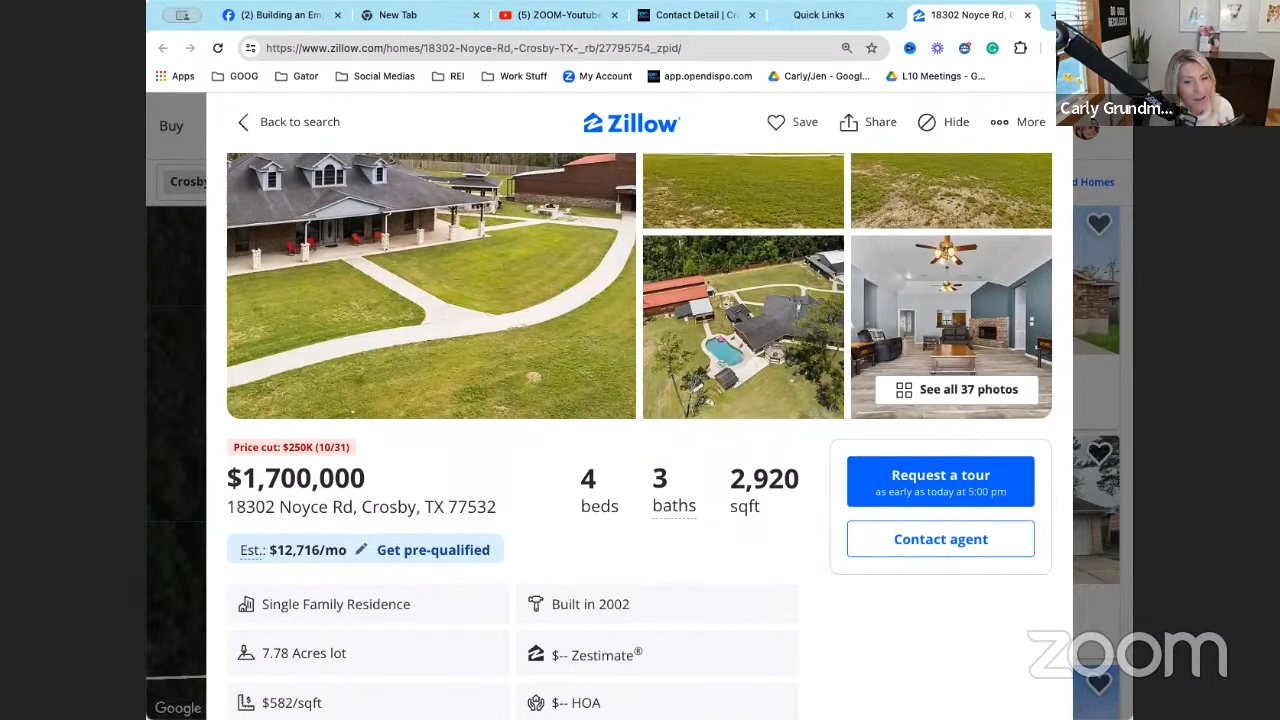 (2) Building an Em
New Tab
(5) ZOOM-Youtube
Contact Detail | Cr
Quick Links
18302 Noyce Rd, C
https://www.zillow.com/homes/18302-Noyce-Rd,-Crosby-TX-_rb/27795754_zpid/
Apps
GOOG
Gator
Social Medias
REI
Work Stuff
My Account
app.opendispo.com
Carly/Jen - Googl...
L10 Meetings - G...
DO GOOD RECKLESSLY
Carly Grundm...
Buy
Back to search
Zillow
Save
Share
Hide
More
Crosby
d Homes
See all 37 photos
Price cut: $250K (10/31)
$1,700,000
18302 Noyce Rd, Crosby, TX 77532
4
beds
3
baths
2,920
sqft
Request a tour
as early as today at 5:00 pm
Contact agent
Est.: $12,716/mo
Get pre-qualified
Single Family Residence
Built in 2002
7.78 Acres lot
$-- Zestimate®
$582/sqft
$-- HOA
Google
zoom